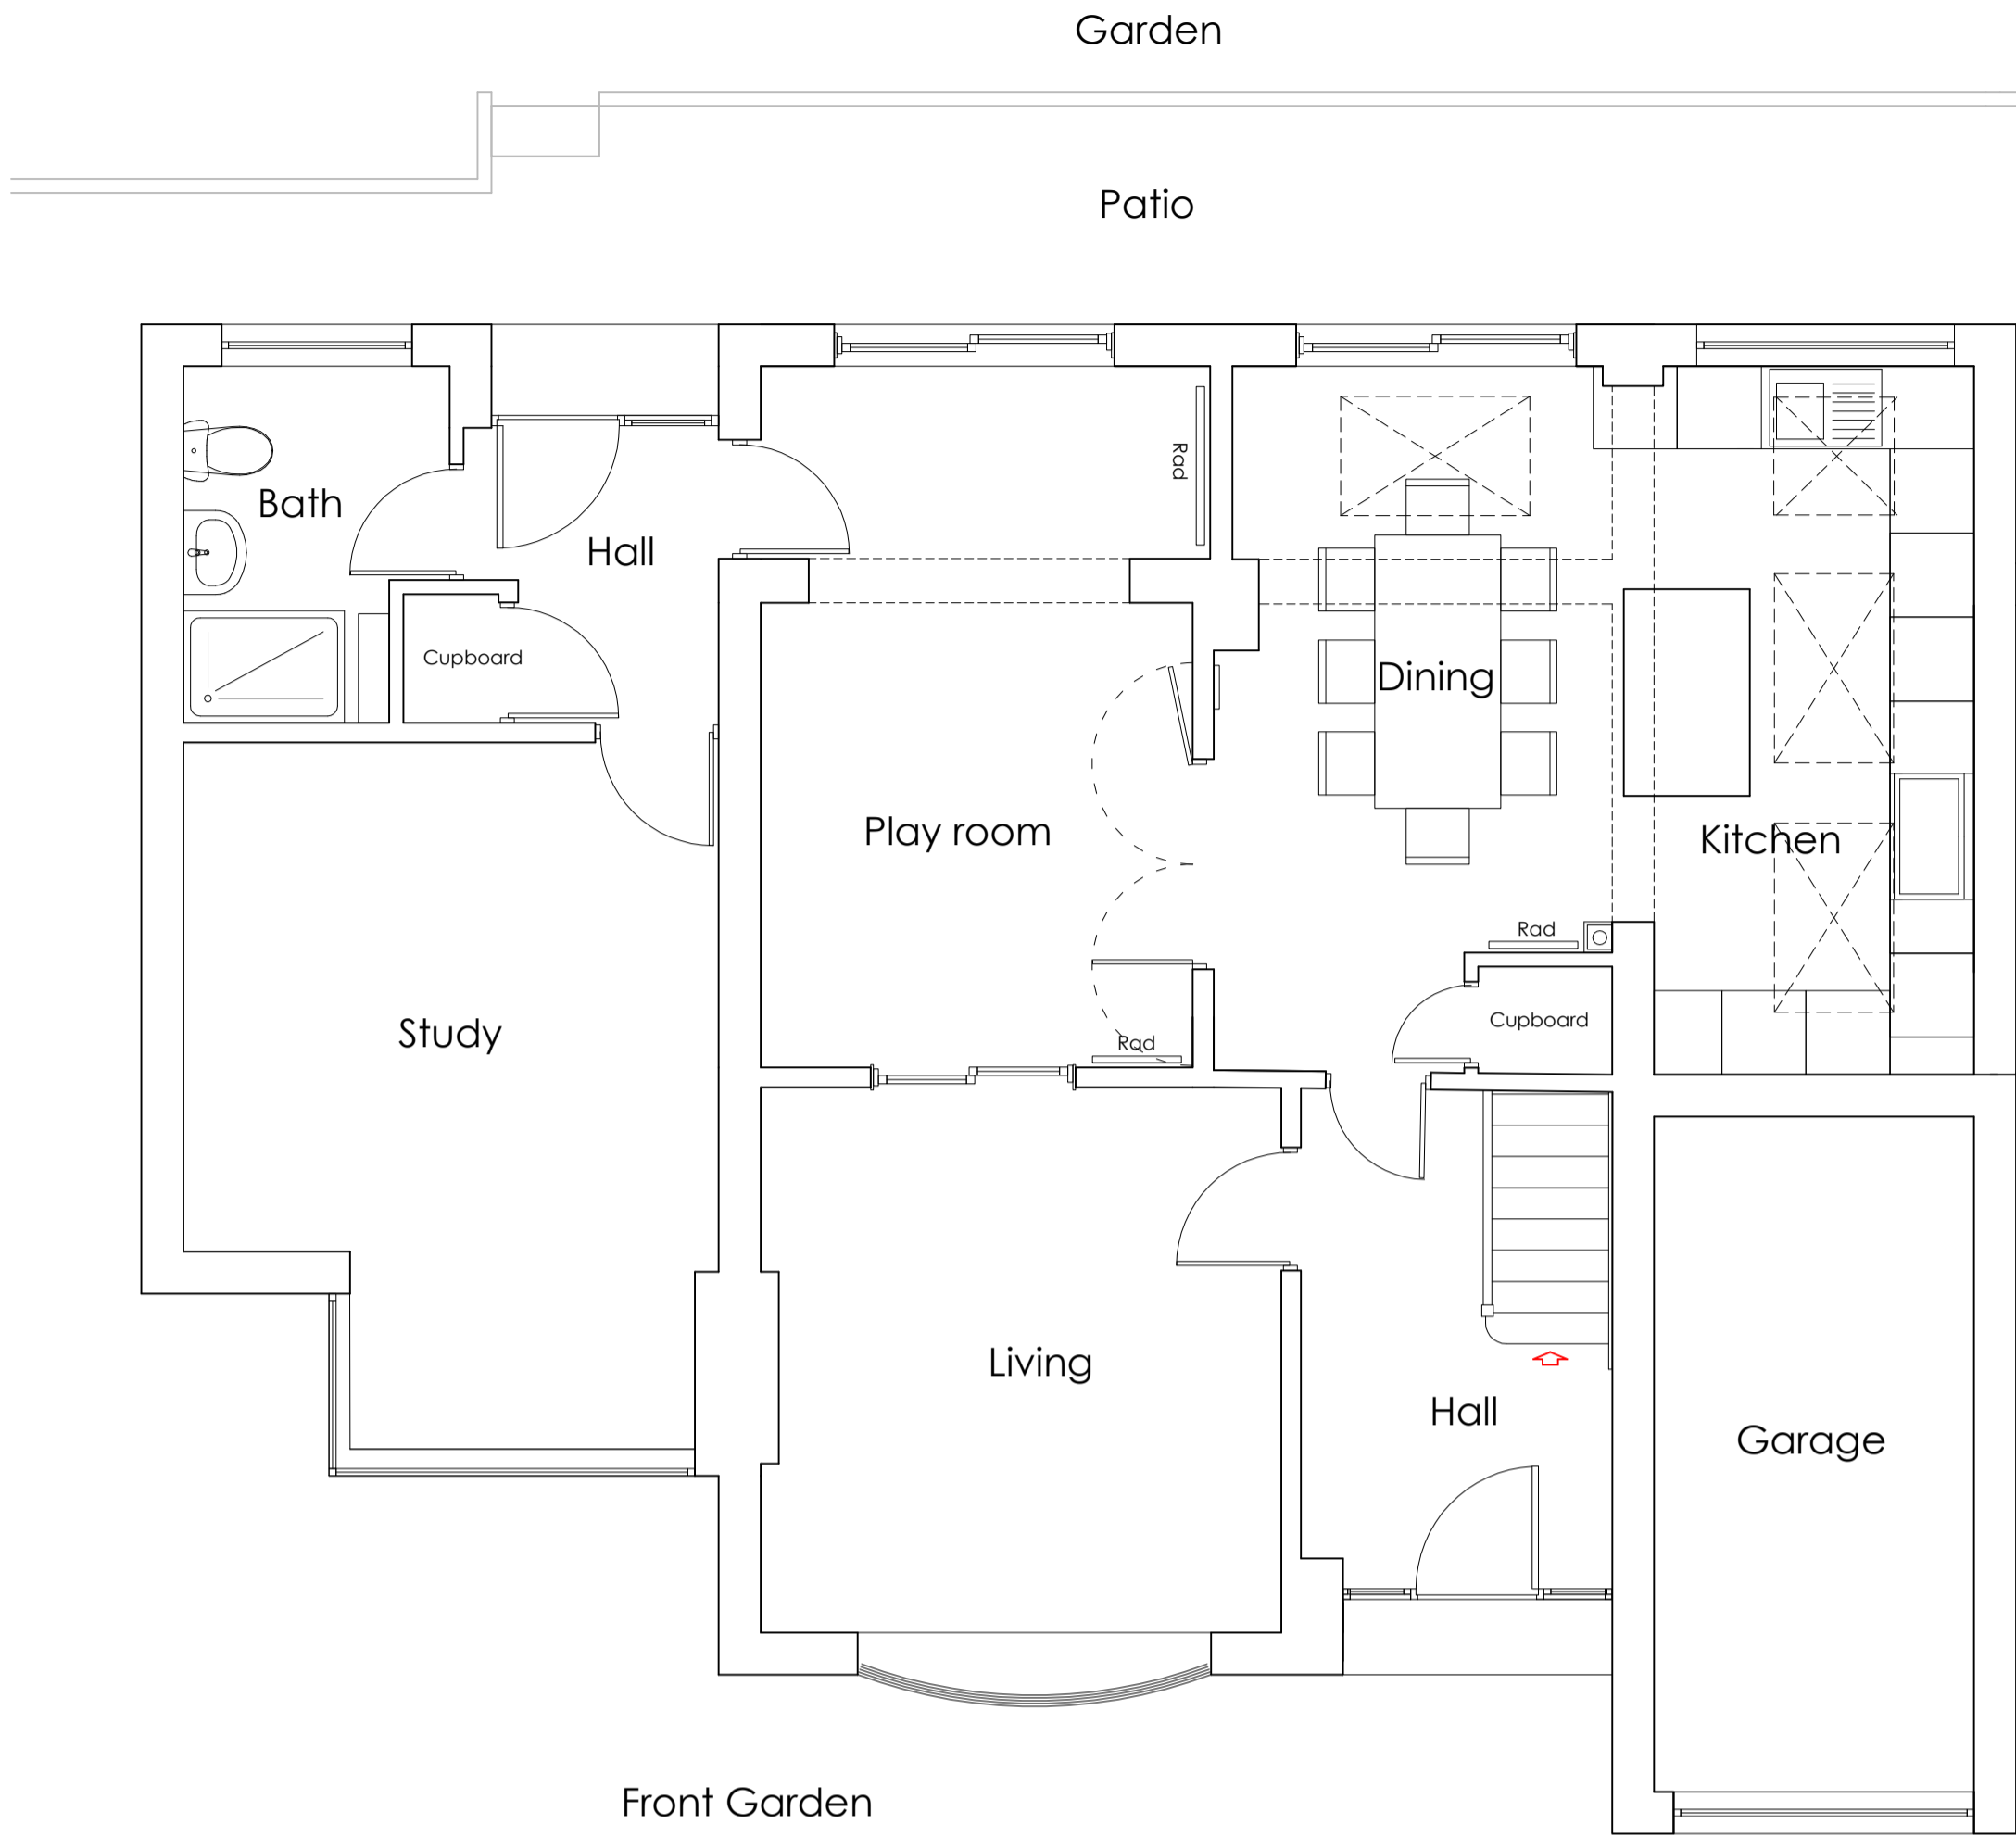 Garden
Patio
Rad
Bath
Hall
Cupboard
Dining
Play room
Kitchen
Rad
Study
Cupboard
Rad
Living
Hall
Garage
Front Garden